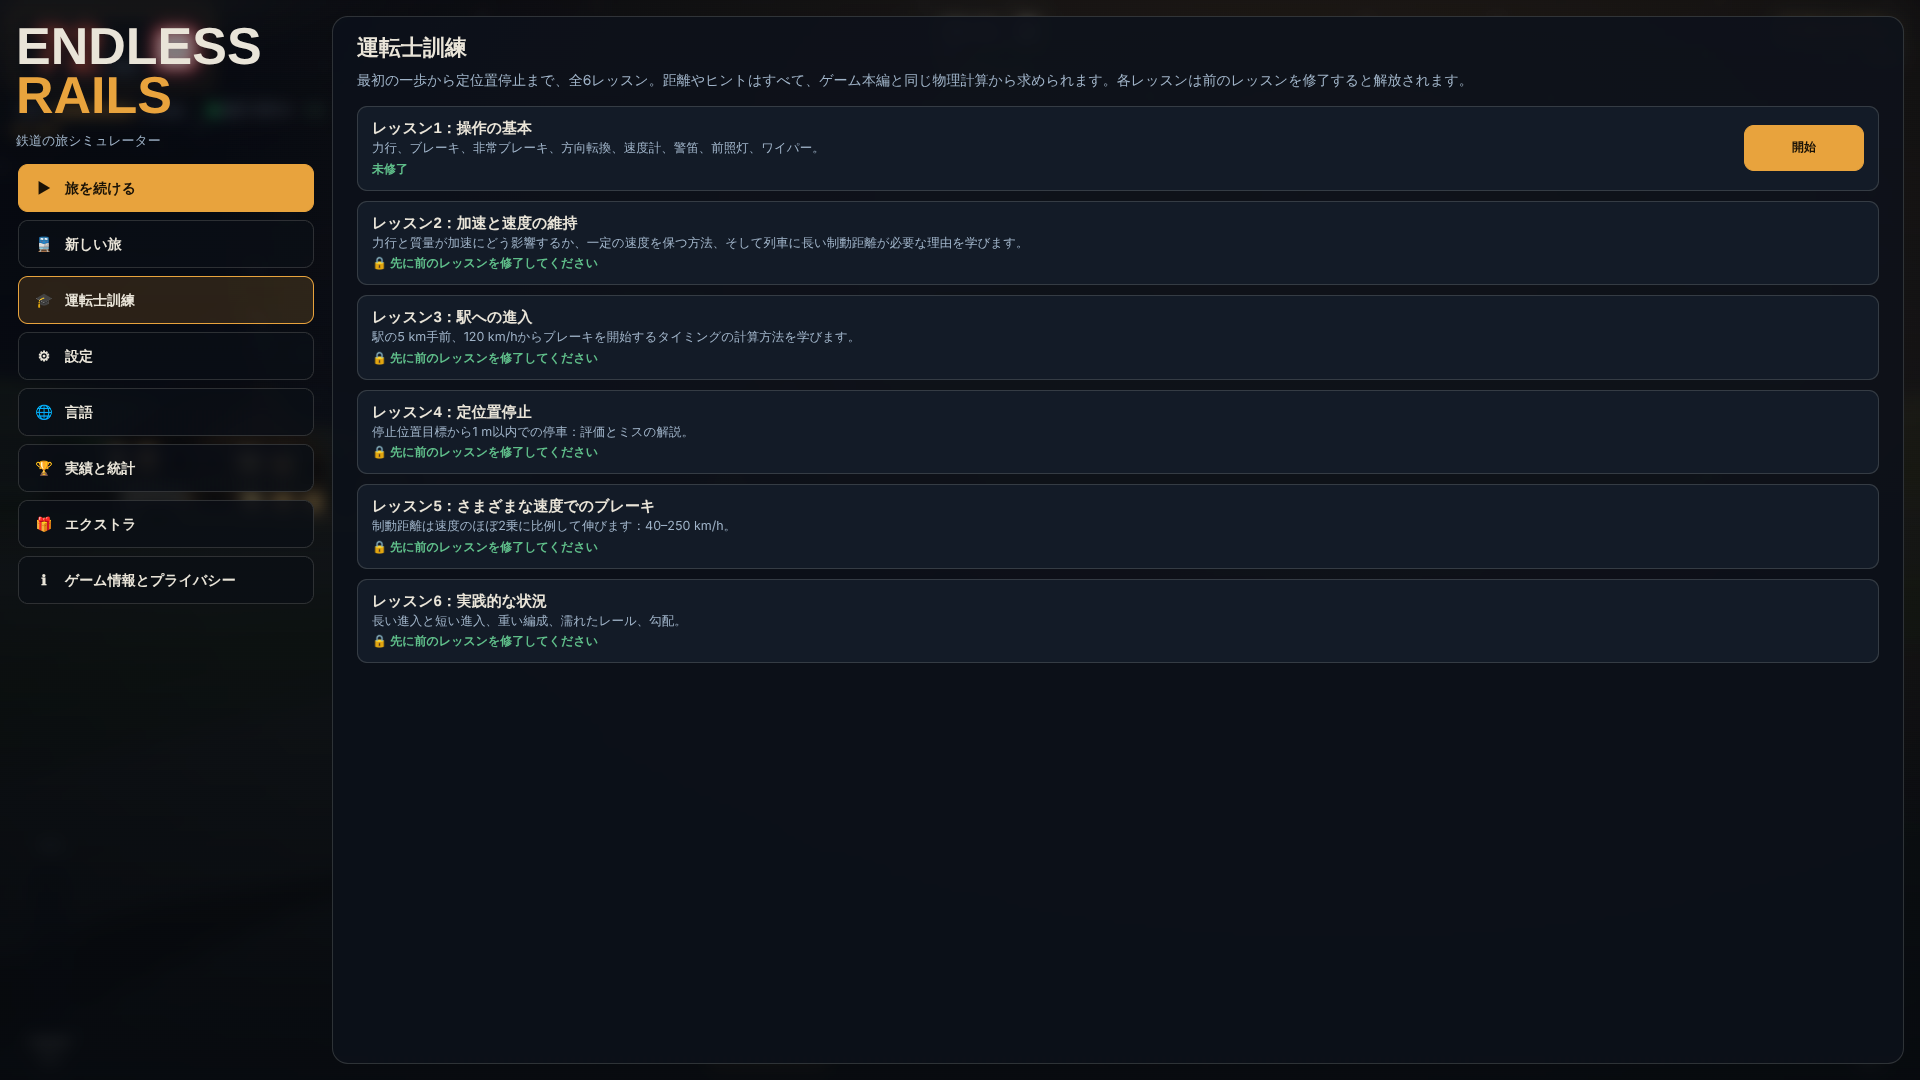 ENDLESS
RAILS
鉄道の旅シミュレーター
▶ 旅を続ける
🚆 新しい旅
🎓 運転士訓練
⚙ 設定
🌐 言語
🏆 実績と統計
🎁 エクストラ
ℹ ゲーム情報とプライバシー
運転士訓練
最初の一歩から定位置停止まで、全6レッスン。距離やヒントはすべて、ゲーム本編と同じ物理計算から求められます。各レッスンは前のレッスンを修了すると解放されます。
レッスン1：操作の基本
力行、ブレーキ、非常ブレーキ、方向転換、速度計、警笛、前照灯、ワイパー。
未修了
開始
レッスン2：加速と速度の維持
力行と質量が加速にどう影響するか、一定の速度を保つ方法、そして列車に長い制動距離が必要な理由を学びます。
🔒 先に前のレッスンを修了してください
レッスン3：駅への進入
駅の5 km手前、120 km/hからブレーキを開始するタイミングの計算方法を学びます。
🔒 先に前のレッスンを修了してください
レッスン4：定位置停止
停止位置目標から1 m以内での停車：評価とミスの解説。
🔒 先に前のレッスンを修了してください
レッスン5：さまざまな速度でのブレーキ
制動距離は速度のほぼ2乗に比例して伸びます：40–250 km/h。
🔒 先に前のレッスンを修了してください
レッスン6：実践的な状況
長い進入と短い進入、重い編成、濡れたレール、勾配。
🔒 先に前のレッスンを修了してください